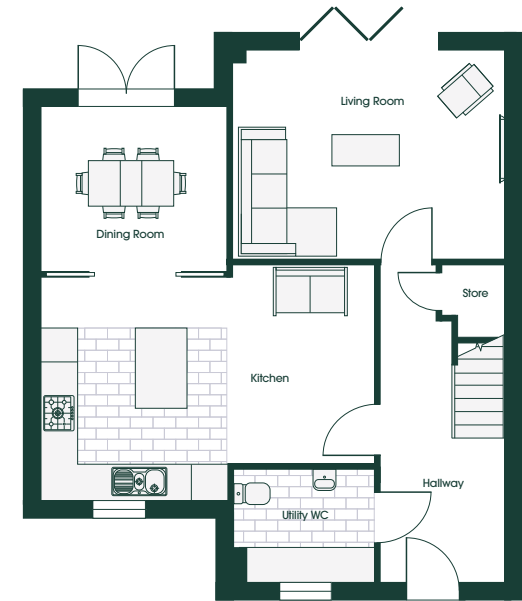 Living Room
Dining Room
Store
Kitchen
Hallway
Utility WC